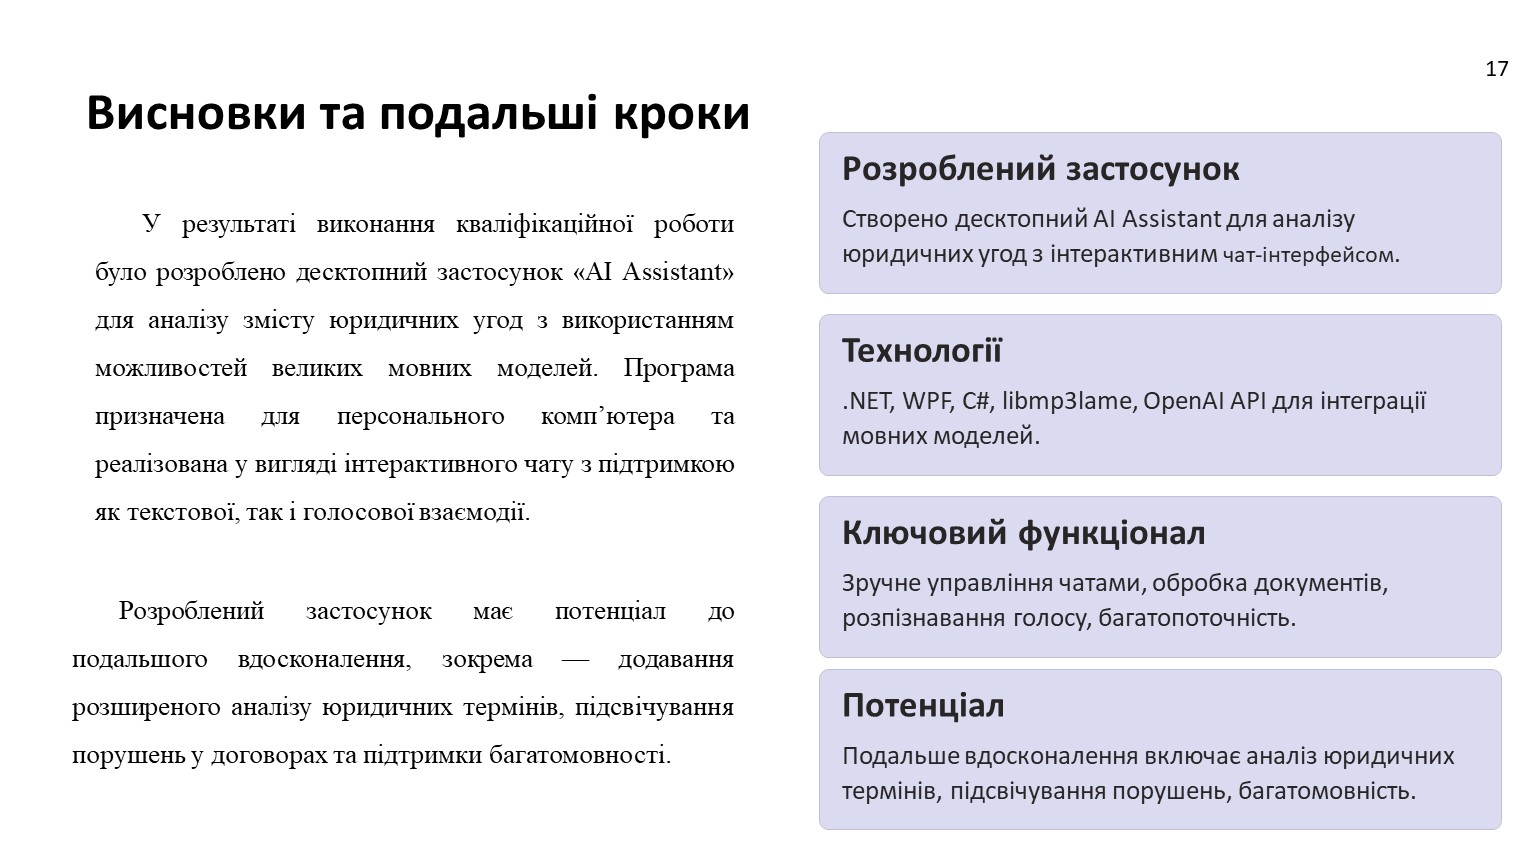 17
Висновки та подальші кроки
У результаті виконання кваліфікаційної роботи
було розроблено десктопний застосунок «AI Assistant»
для аналізу змісту юридичних угод з використанням
можливостей великих мовних моделей. Програма
призначена для персонального комп’ютера та
реалізована у вигляді інтерактивного чату з підтримкою
як текстової, так і голосової взаємодії.
Розроблений застосунок має потенціал до
подальшого вдосконалення, зокрема — додавання
розширеного аналізу юридичних термінів, підсвічування
порушень у договорах та підтримки багатомовності.
Розроблений застосунок
Створено десктопний AI Assistant для аналізу
юридичних угод з інтерактивним чат-інтерфейсом.
Технології
.NET, WPF, C#, libmp3lame, OpenAI API для інтеграції
мовних моделей.
Ключовий функціонал
Зручне управління чатами, обробка документів,
розпізнавання голосу, багатопоточність.
Потенціал
Подальше вдосконалення включає аналіз юридичних
термінів, підсвічування порушень, багатомовність.